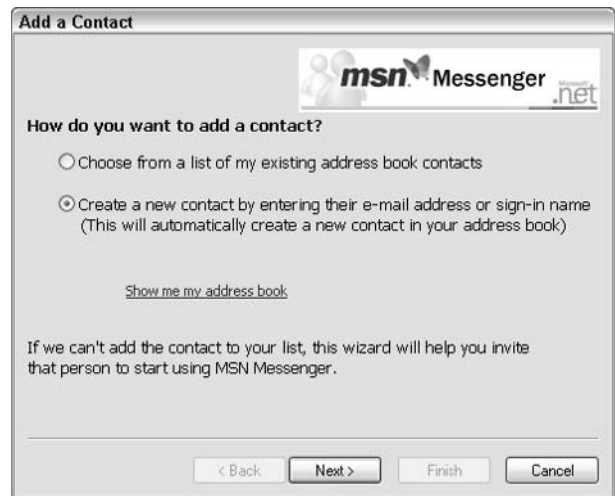 Add a Contact
msn Messenger
Microsoft
.net
How do you want to add a contact?
Choose from a list of my existing address book contacts
Create a new contact by entering their e-mail address or sign-in name
(This will automatically create a new contact in your address book)
Show me my address book
If we can't add the contact to your list, this wizard will help you invite
that person to start using MSN Messenger.
< Back Next > Finish Cancel